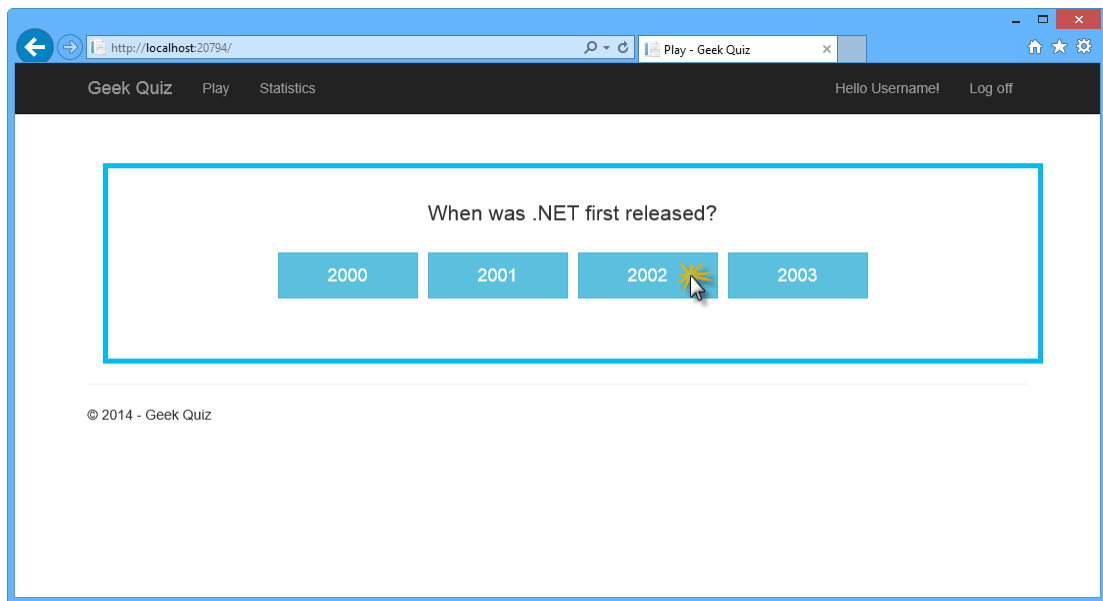 http://localhost:20794/
Play - Geek Quiz
Geek Quiz Play Statistics Hello Username! Log off
When was .NET first released?
2000 2001 2002 2003
© 2014 - Geek Quiz